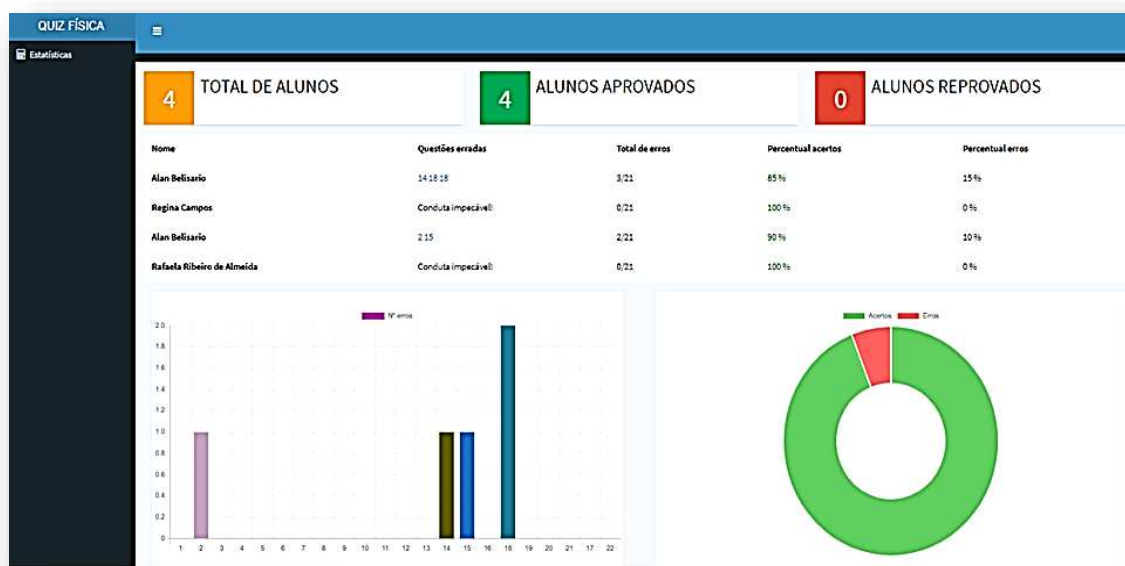 QUIZ FÍSICA
Estatísticas
4 TOTAL DE ALUNOS 4 ALUNOS APROVADOS 0 ALUNOS REPROVADOS
Nome Questões erradas Total de erros Percentual acertos Percentual erros
Alan Belisario 14 18 18 3/21 85 % 15 %
Regina Campos Conduta impecável! 0/21 100 % 0 %
Alan Belisario 2 15 2/21 90 % 10 %
Rafaela Ribeiro de Almeida Conduta impecável! 0/21 100 % 0 %
Nº erros
Acertos Erros
2.0
1.8
1.6
1.4
1.2
1.0
0.8
0.6
0.4
0.2
0
1 2 3 4 5 6 7 8 9 10 11 12 13 14 15 16 18 19 20 21 17 22